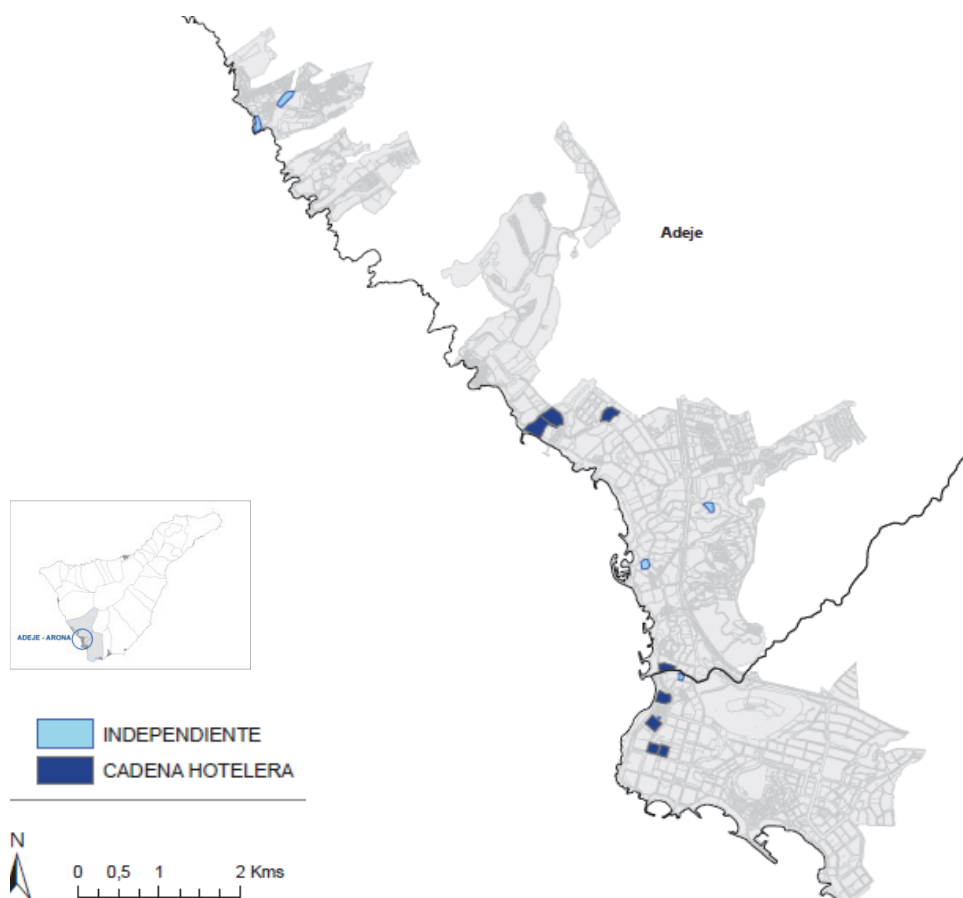 Adeje
ADEJE - ARONA
INDEPENDIENTE
CADENA HOTELERA
N
0 0,5 1 2 Kms